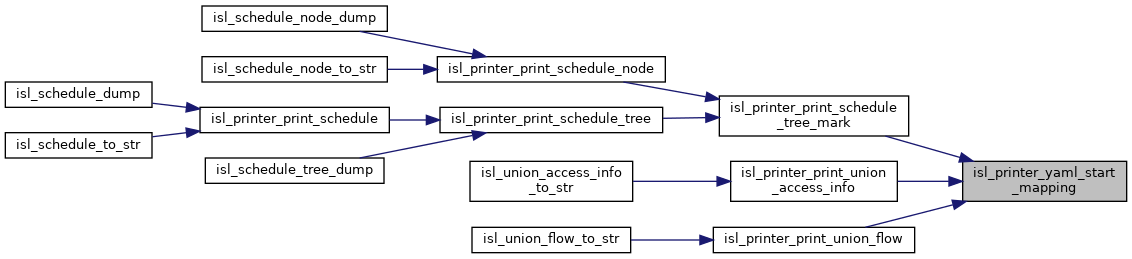 isl_schedule_node_dump
isl_schedule_node_to_str
isl_printer_print_schedule_node
isl_schedule_dump
isl_schedule_to_str
isl_printer_print_schedule
isl_printer_print_schedule_tree
isl_schedule_tree_dump
isl_printer_print_schedule
_tree_mark
isl_union_access_info
_to_str
isl_printer_print_union
_access_info
isl_printer_yaml_start
_mapping
isl_union_flow_to_str
isl_printer_print_union_flow